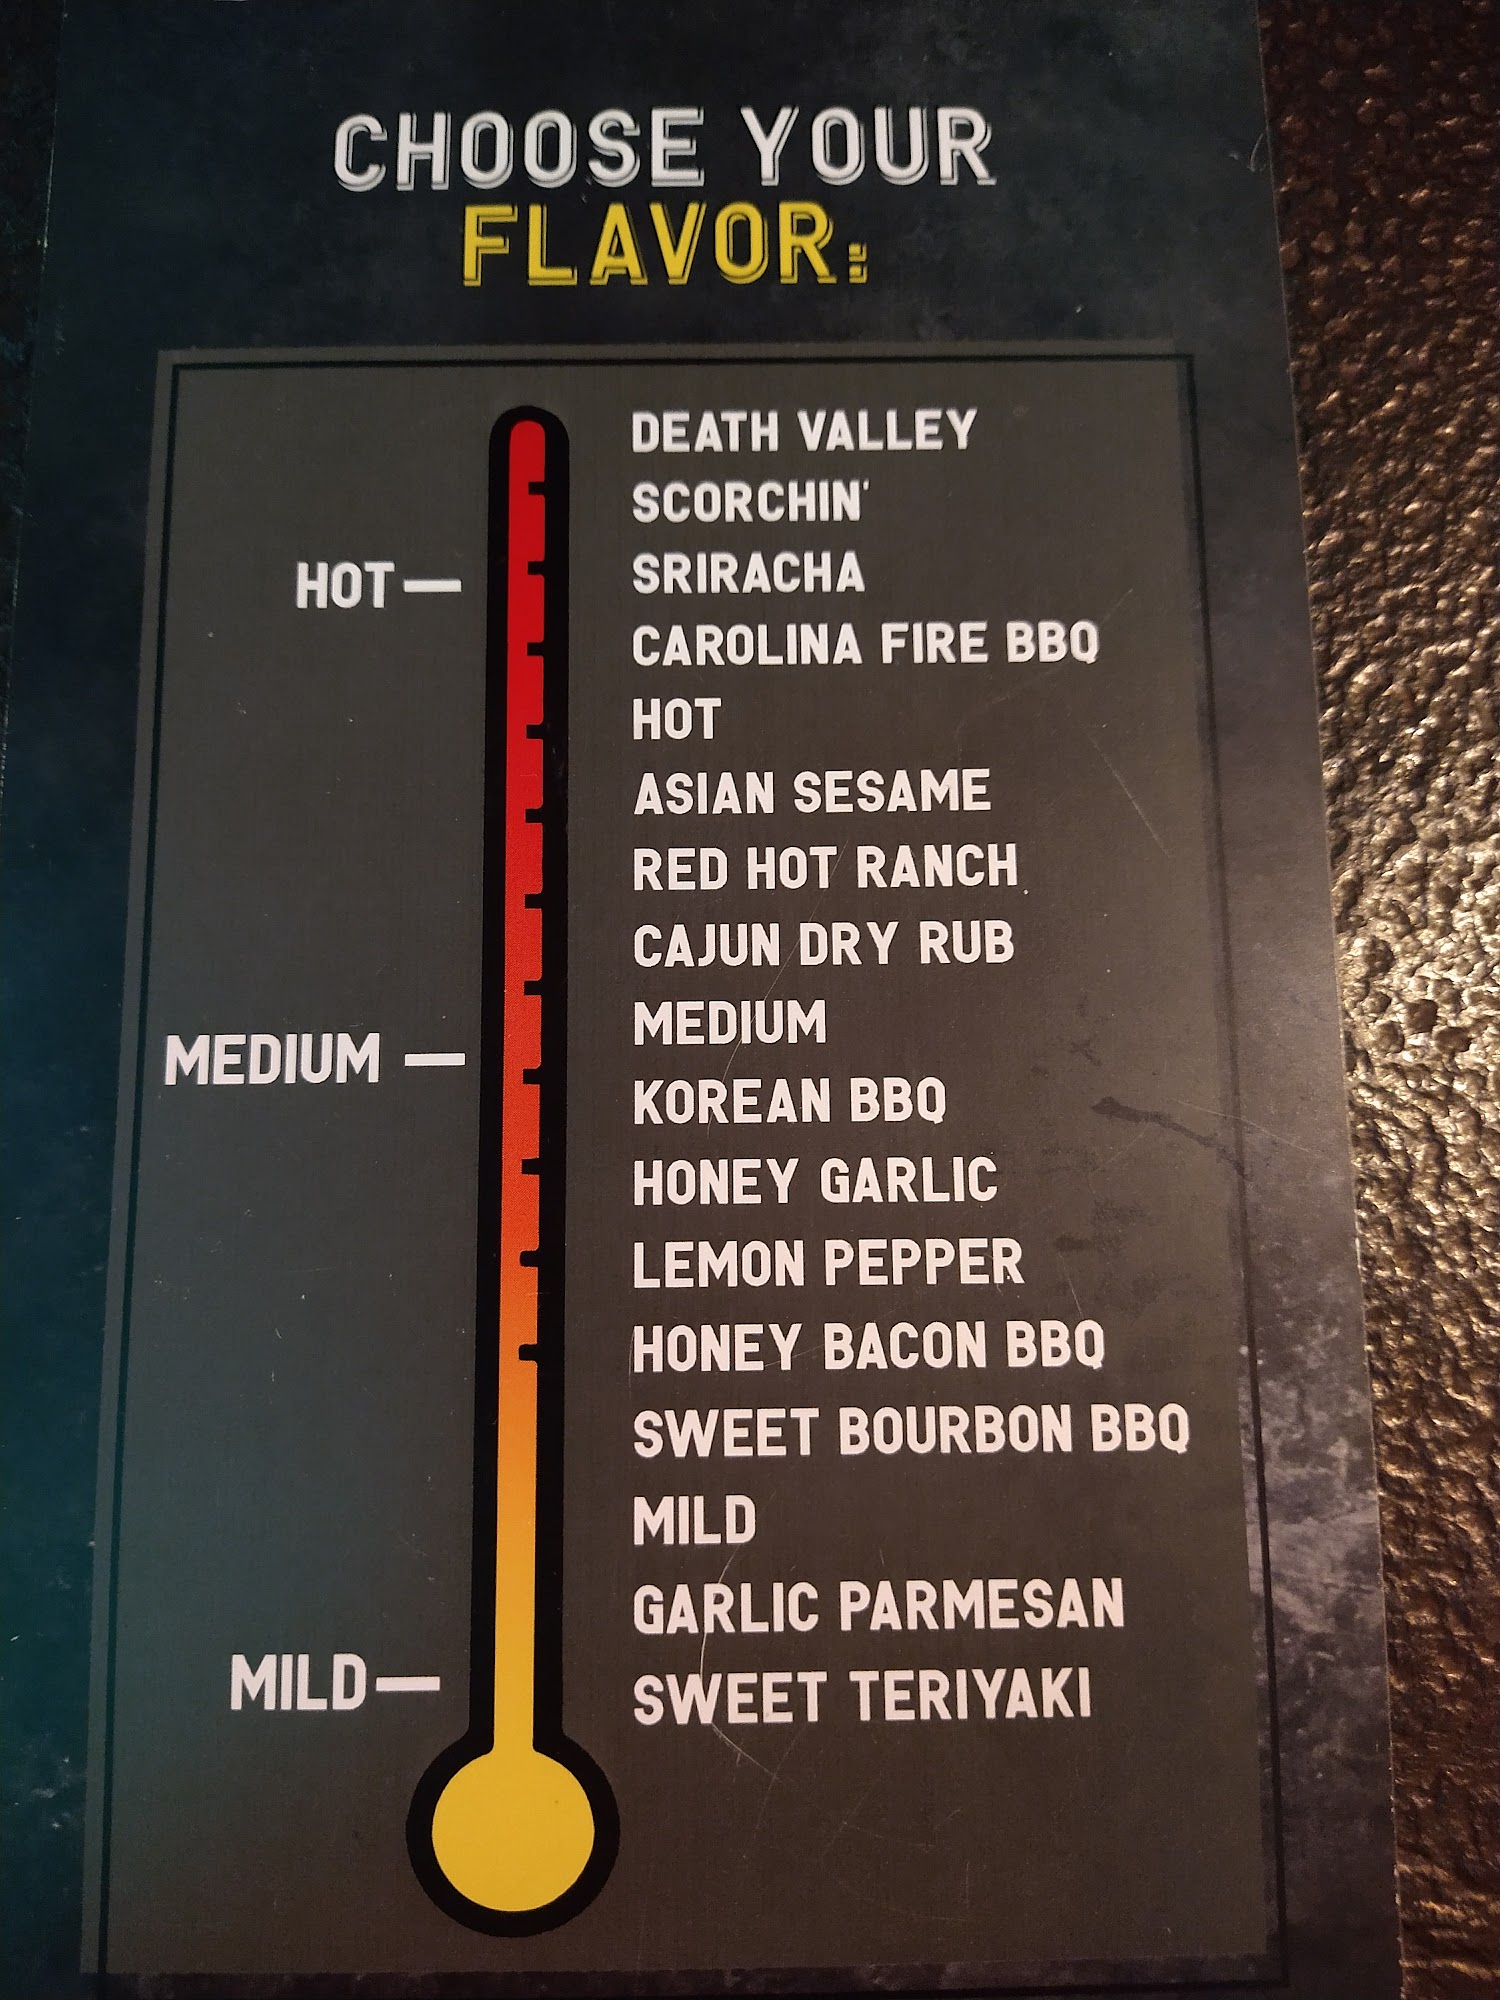 CHOOSE YOUR
FLAVOR:
DEATH VALLEY
SCORCHIN'
HOT
SRIRACHA
CAROLINA FIRE BBQ
HOT
ASIAN SESAME
RED HOT RANCH
CAJUN DRY RUB
MEDIUM
MEDIUM
KOREAN BBQ
HONEY GARLIC
LEMON PEPPER
HONEY BACON BBQ
SWEET BOURBON BBQ
MILD
GARLIC PARMESAN
MILD
SWEET TERIYAKI